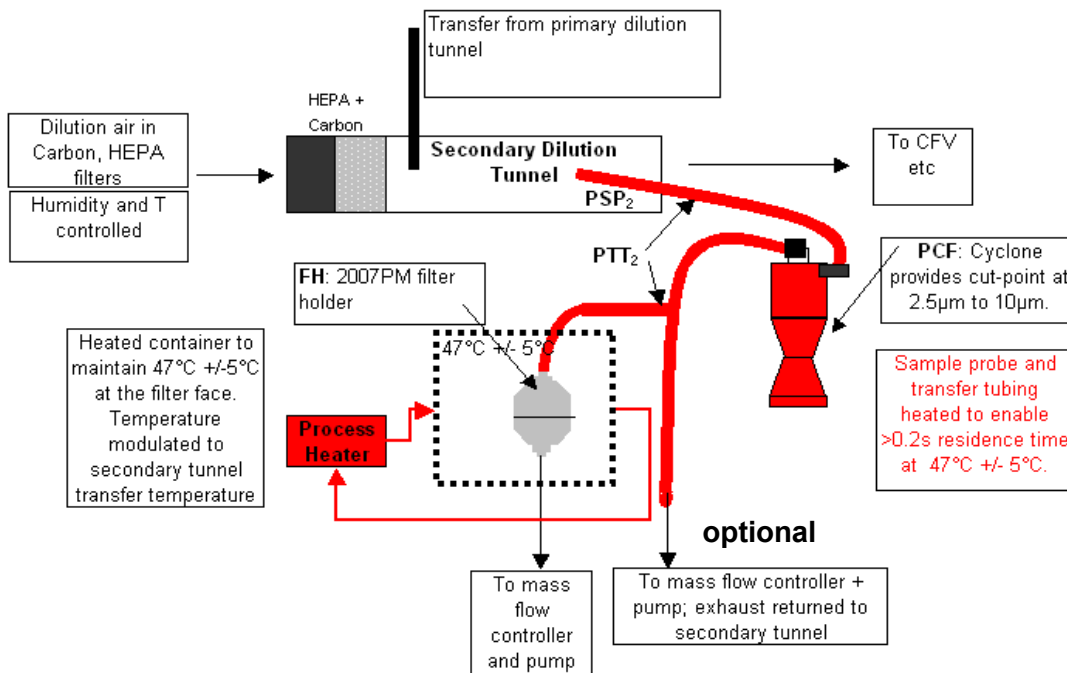 Transfer from primary dilution
tunnel
HEPA +
Carbon
Dilution air in
Carbon, HEPA
filters
Humidity and T
controlled
Secondary Dilution
Tunnel
PSP₂
To CFV
etc
PTT₂
FH: 2007PM filter
holder
PCF: Cyclone
provides cut-point at
2.5µm to 10µm.
Heated container to
maintain 47°C +/-5°C
at the filter face.
Temperature
modulated to
secondary tunnel
transfer temperature
47°C +/- 5°C
Process
Heater
Sample probe and
transfer tubing
heated to enable
>0.2s residence time
at 47°C +/- 5°C.
optional
To mass
flow
controller
and pump
To mass flow controller +
pump; exhaust returned to
secondary tunnel